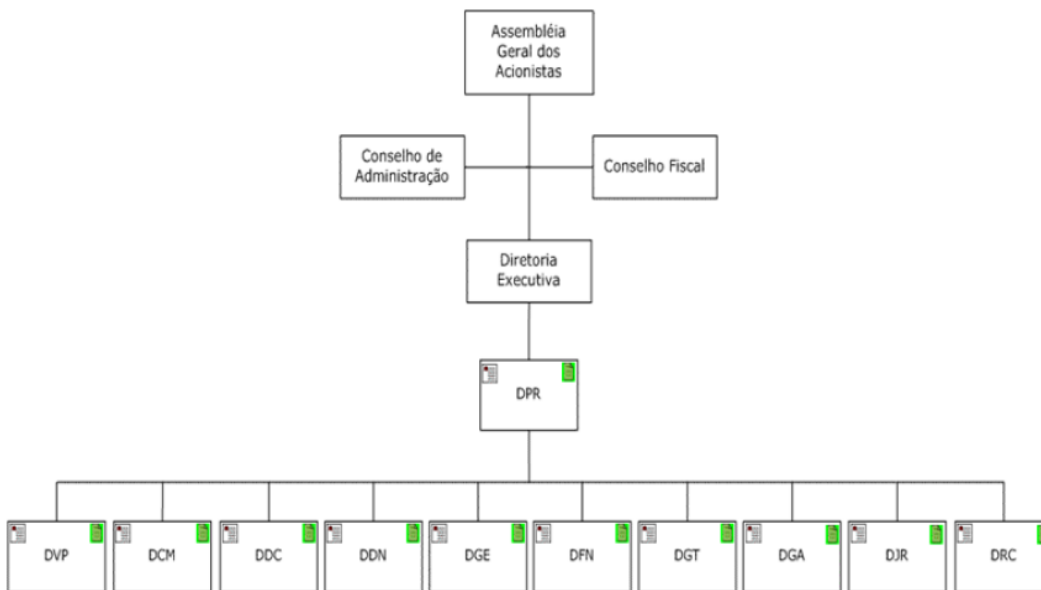 Assembléia
Geral dos
Acionistas
Conselho de
Administração
Conselho Fiscal
Diretoria
Executiva
DPR
DVP
DCM
DDC
DDN
DGE
DFN
DGT
DGA
DJR
DRC